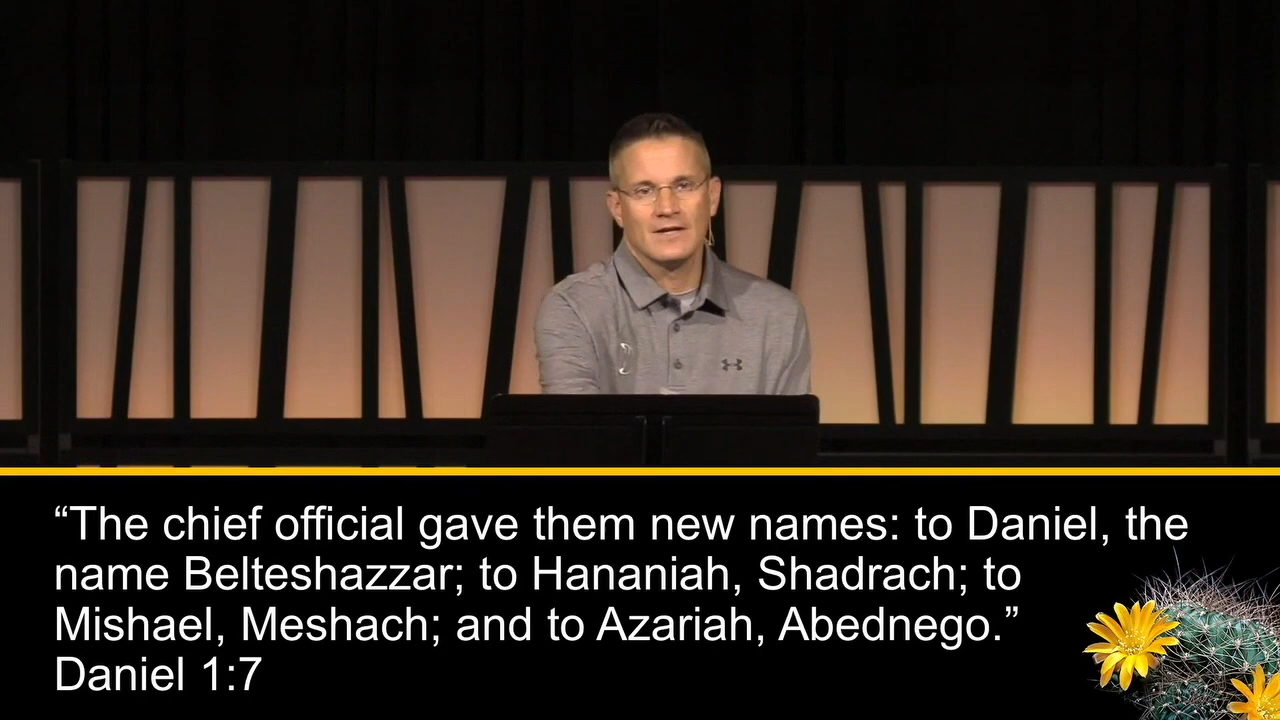 “The chief official gave them new names: to Daniel, the
name Belteshazzar; to Hananiah, Shadrach; to
Mishael, Meshach; and to Azariah, Abednego.”
Daniel 1:7